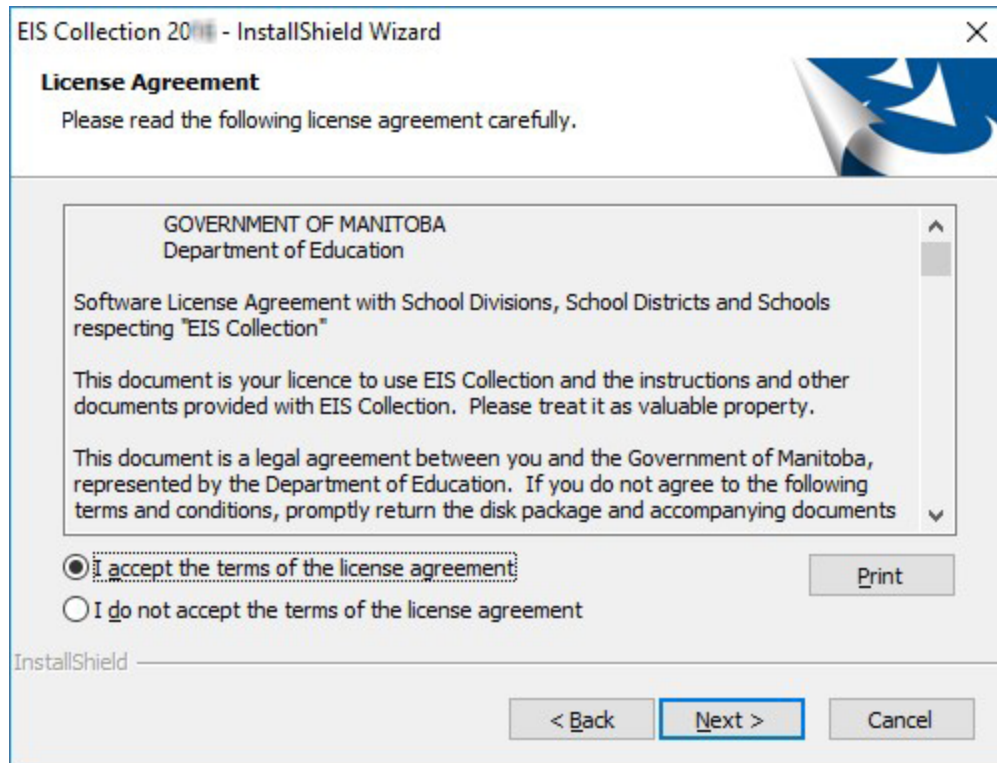 EIS Collection - InstallShield Wizard
License Agreement
Please read the following license agreement carefully.
GOVERNMENT OF MANITOBA
Department of Education
Software License Agreement with School Divisions, School Districts and Schools
respecting "EIS Collection"
This document is your licence to use EIS Collection and the instructions and other
documents provided with EIS Collection.  Please treat it as valuable property.
This document is a legal agreement between you and the Government of Manitoba,
represented by the Department of Education.  If you do not agree to the following
terms and conditions, promptly return the disk package and accompanying documents
I accept the terms of the license agreement
Print
I do not accept the terms of the license agreement
InstallShield
< Back
Next >
Cancel